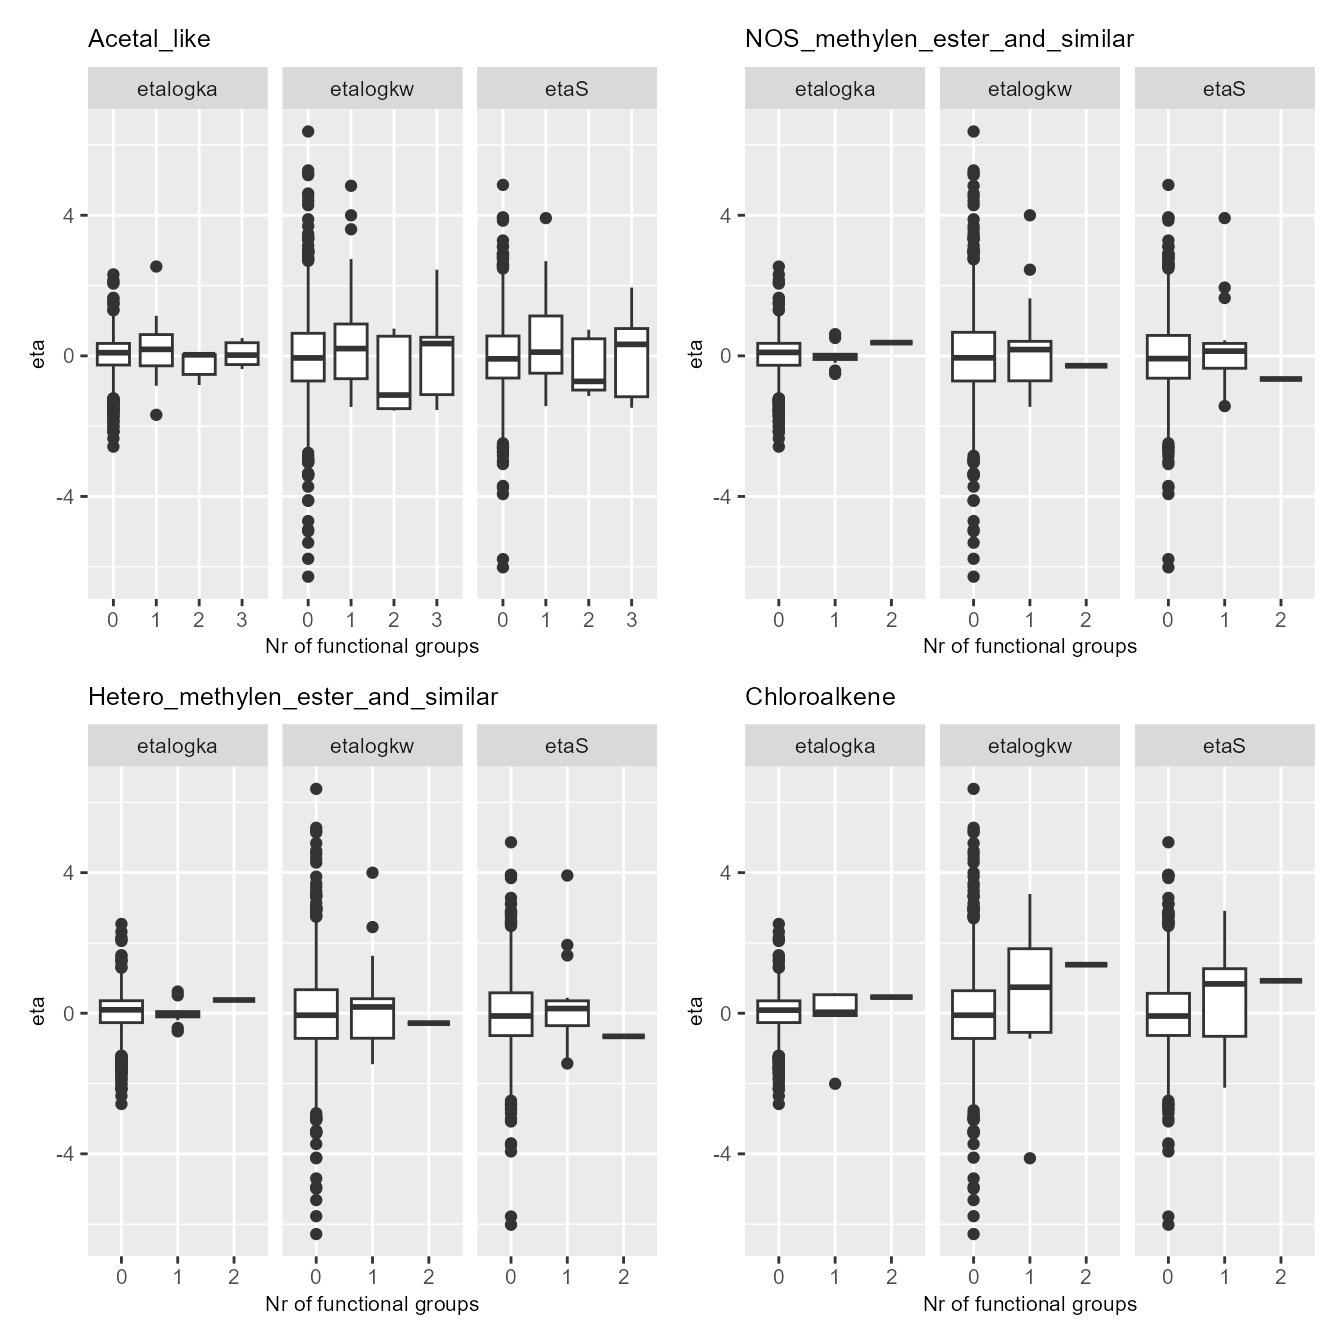 Acetal_like
etalogka etalogkw etaS
4
0
-4
eta
0 1 2 3 0 1 2 3 0 1 2 3
Nr of functional groups
NOS_methylen_ester_and_similar
etalogka etalogkw etaS
4
0
-4
eta
0 1 2 0 1 2 0 1 2
Nr of functional groups
Hetero_methylen_ester_and_similar
etalogka etalogkw etaS
4
0
-4
eta
0 1 2 0 1 2 0 1 2
Nr of functional groups
Chloroalkene
etalogka etalogkw etaS
4
0
-4
eta
0 1 2 0 1 2 0 1 2
Nr of functional groups